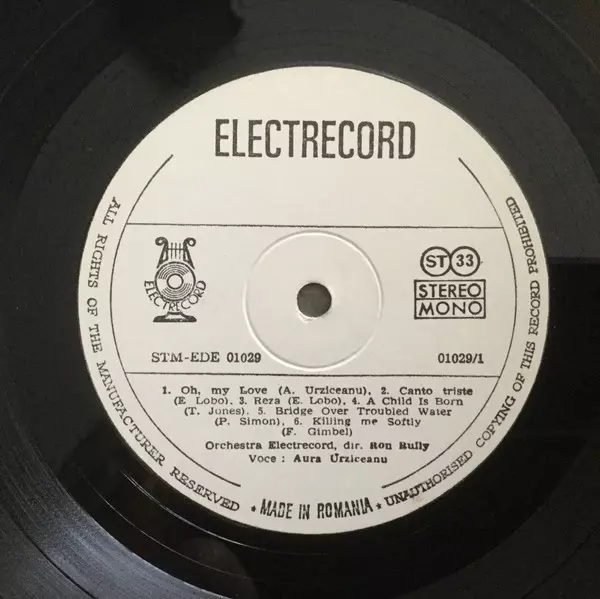 ELECTRECORD
ELECTRECORD
ST 33
STEREO
MONO
STM-EDE 01029
01029/1
1. Oh, my Love (A. Urziceanu), 2. Canto triste
(E Lobo), 3. Reza (E. Lobo), 4. A Child Is Born
(T. Jones), 5. Bridge Over Troubled Water
(P. Simon), 6. Killing me Softly
(F. Gimbel)
Orchestra Electrecord, dir. Ron Rully
Voce : Aura Urziceanu
ALL RIGHTS OF THE MANUFACTURER RESERVED * MADE IN ROMANIA * UNAUTHORISED COPYING OF THIS RECORD PROHIBITED